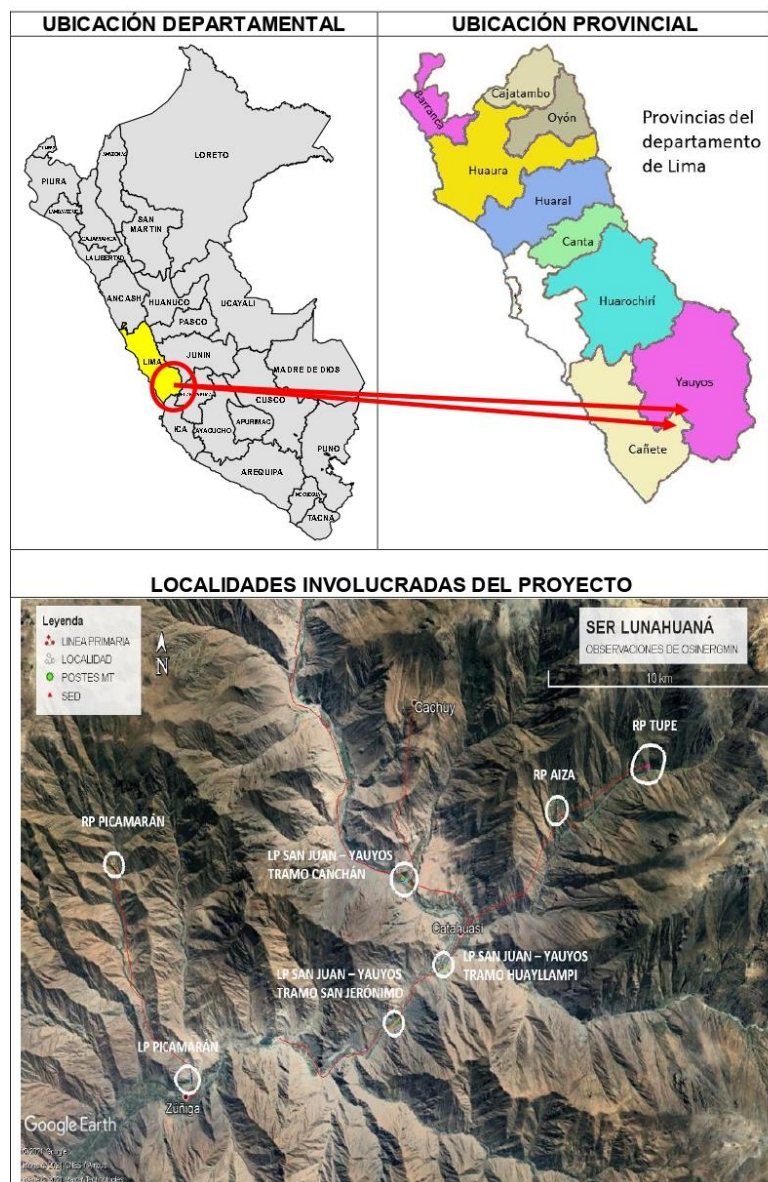 UBICACIÓN DEPARTAMENTAL
LORETO
PIURA
CAJAMARCA
SAN
MARTIN
LA LIBERTAD
ANCASH
HUANUCO
UCAYALI
PASCO
LIMA
JUNIN
MADRE DE DIOS
CUSCO
ICA
AYACUCHO
APURIMAC
PUNO
AREQUIPA
TACNA
UBICACIÓN PROVINCIAL
Provincias del
departamento
de Lima
Cajatambo
Barranca
Oyón
Huaura
Huaral
Canta
Huarochirí
Yauyos
Cañete
LOCALIDADES INVOLUCRADAS DEL PROYECTO
Leyenda
LINEA PRIMARIA
LOCALIDAD
POSTES MT
SED
N
SER LUNAHUANÁ
OBSERVACIONES DE OSINERGMIN
10 km
Cachuy
RP TUPE
RP AIZA
RP PICAMARÁN
LP SAN JUAN – YAUYOS
TRAMO CANCHÁN
Catahuasi
LP SAN JUAN – YAUYOS
TRAMO HUAYLLAMPI
LP SAN JUAN – YAUYOS
TRAMO SAN JERÓNIMO
LP PICAMARÁN
Zúñiga
Google Earth